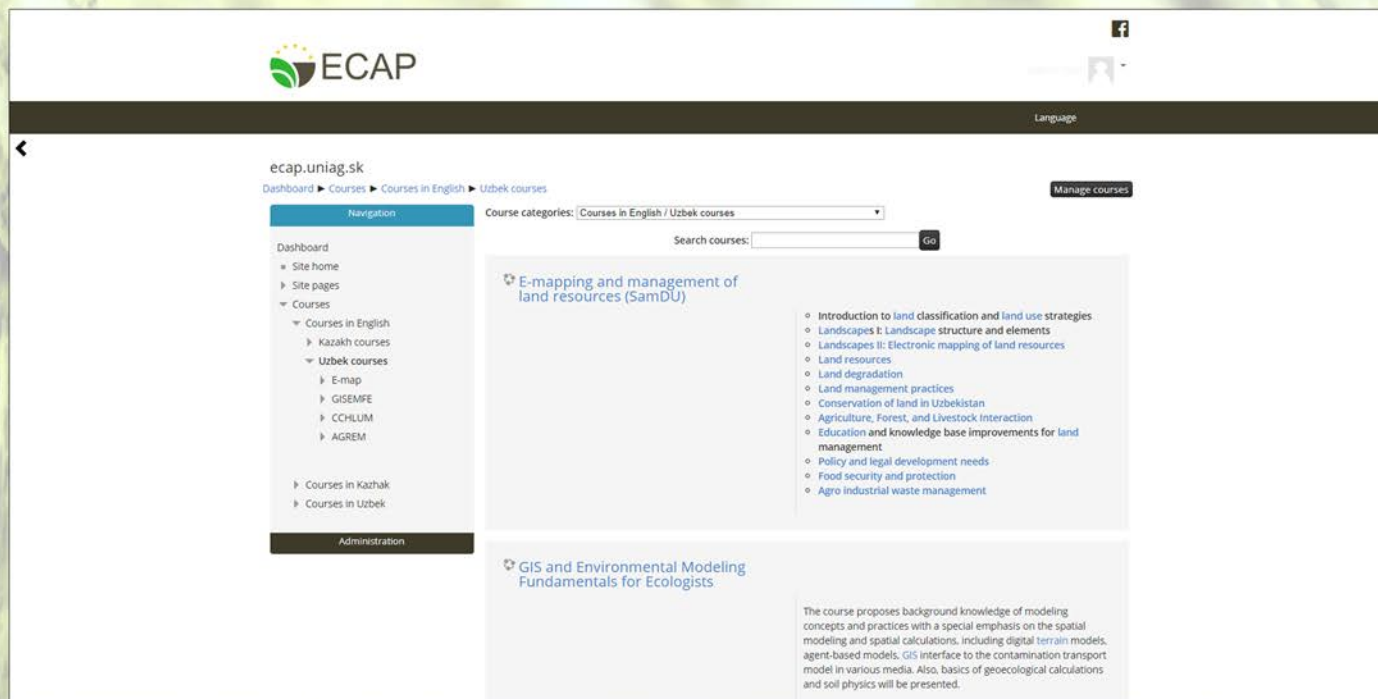 ECAP
Language
ecap.uniag.sk
Dashboard ► Courses ► Courses in English ► Uzbek courses
Manage courses
Navigation
Dashboard
Site home
Site pages
Courses
Courses in English
Kazakh courses
Uzbek courses
E-map
GISEMFE
CCHLUM
AGREM
Courses in Kazhak
Courses in Uzbek
Administration
Course categories: Courses in English / Uzbek courses
Search courses: Go
E-mapping and management of
land resources (SamDU)
Introduction to land classification and land use strategies
Landscapes I: Landscape structure and elements
Landscapes II: Electronic mapping of land resources
Land resources
Land degradation
Land management practices
Conservation of land in Uzbekistan
Agriculture, Forest, and Livestock Interaction
Education and knowledge base improvements for land
management
Policy and legal development needs
Food security and protection
Agro industrial waste management
GIS and Environmental Modeling
Fundamentals for Ecologists
The course proposes background knowledge of modeling
concepts and practices with a special emphasis on the spatial
modeling and spatial calculations, including digital terrain models,
agent-based models, GIS interface to the contamination transport
model in various media. Also, basics of geoecological calculations
and soil physics will be presented.